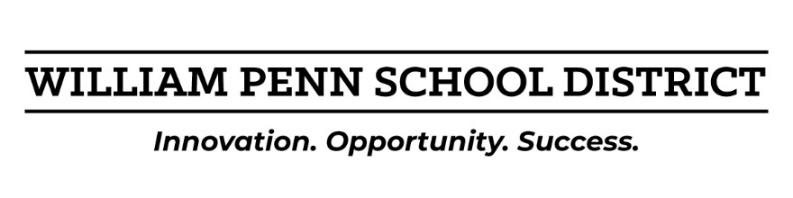 WILLIAM PENN SCHOOL DISTRICT
Innovation. Opportunity. Success.